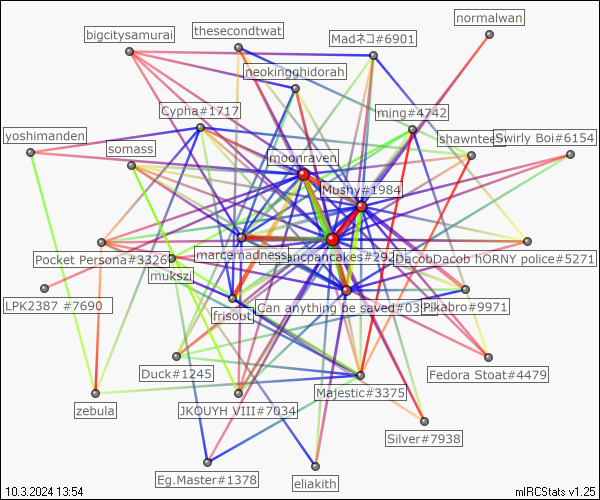 normalwan
thesecondtwat
bigcitysamurai
Madネコ#6901
neokingghidorah
Cypha#1717
ming#4742
yoshimanden
shawntee
Swirly Boi#6154
somass
moonraven
Mushy#1984
marcemadness
DacobDacob hORNY police#5271
Pocket Persona#3326
mukszi
LPK2387 #7690
frisout
Can anything be saved#03
Pikabro#9971
Duck#1245
Fedora Stoat#4479
Majestic#3375
zebula
JKOUYH VIII#7034
Silver#7938
Eg.Master#1378
eliakith
10.3.2024 13:54
mIRCStats v1.25